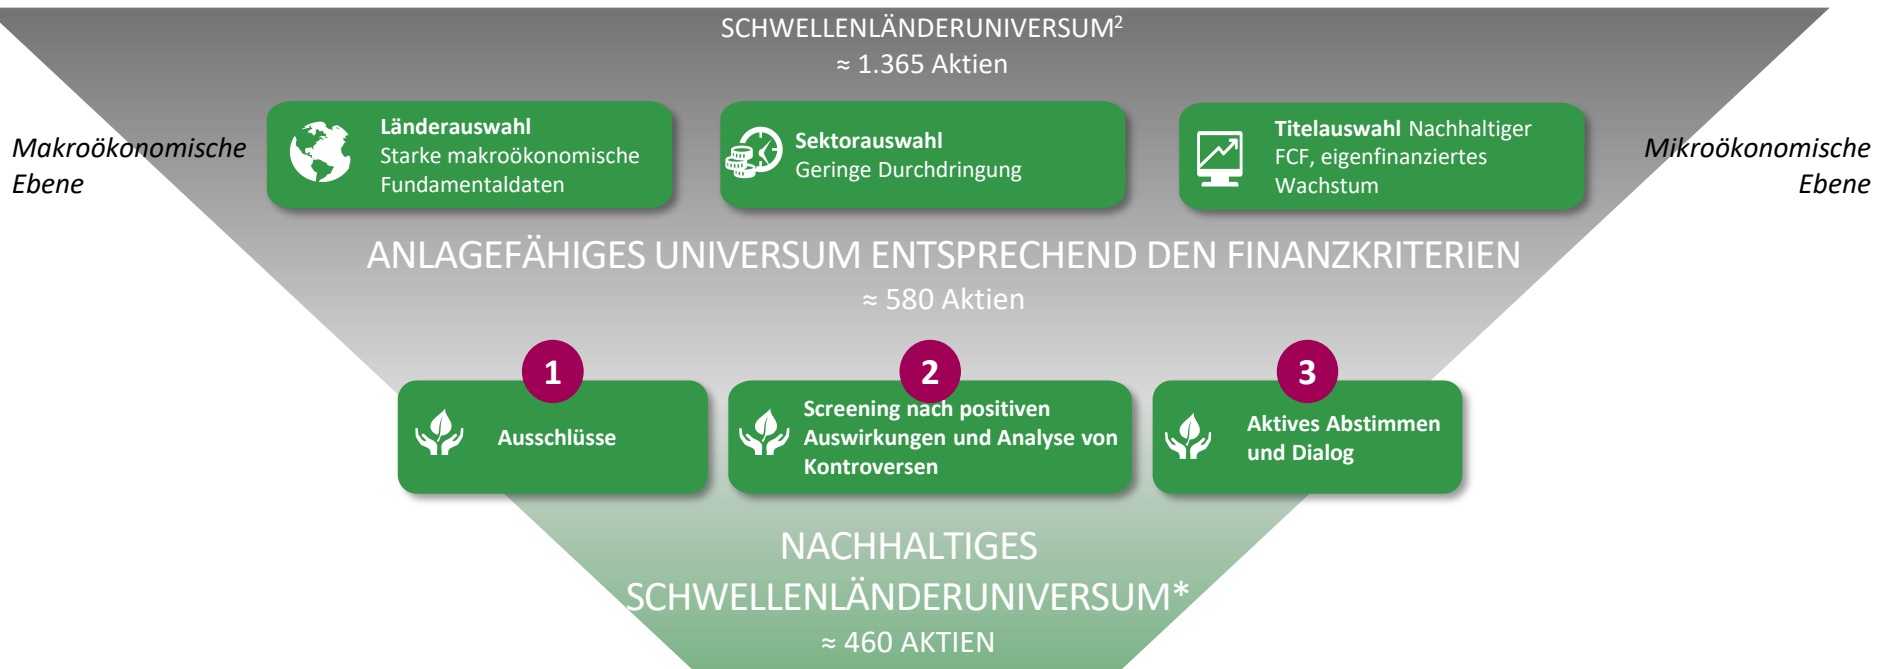 SCHWELLENLÄNDERUNIVERSUM²
≈ 1.365 Aktien
Makroökonomische
Ebene
Länderauswahl
Starke makroökonomische
Fundamentaldaten
Sektorauswahl
Geringe Durchdringung
Titelauswahl Nachhaltiger
FCF, eigenfinanziertes
Wachstum
Mikroökonomische
Ebene
ANLAGEFÄHIGES UNIVERSUM ENTSPRECHEND DEN FINANZKRITERIEN
≈ 580 Aktien
1
Ausschlüsse
2
Screening nach positiven
Auswirkungen und Analyse von
Kontroversen
3
Aktives Abstimmen
und Dialog
NACHHALTIGES
SCHWELLENLÄNDERUNIVERSUM*
≈ 460 AKTIEN